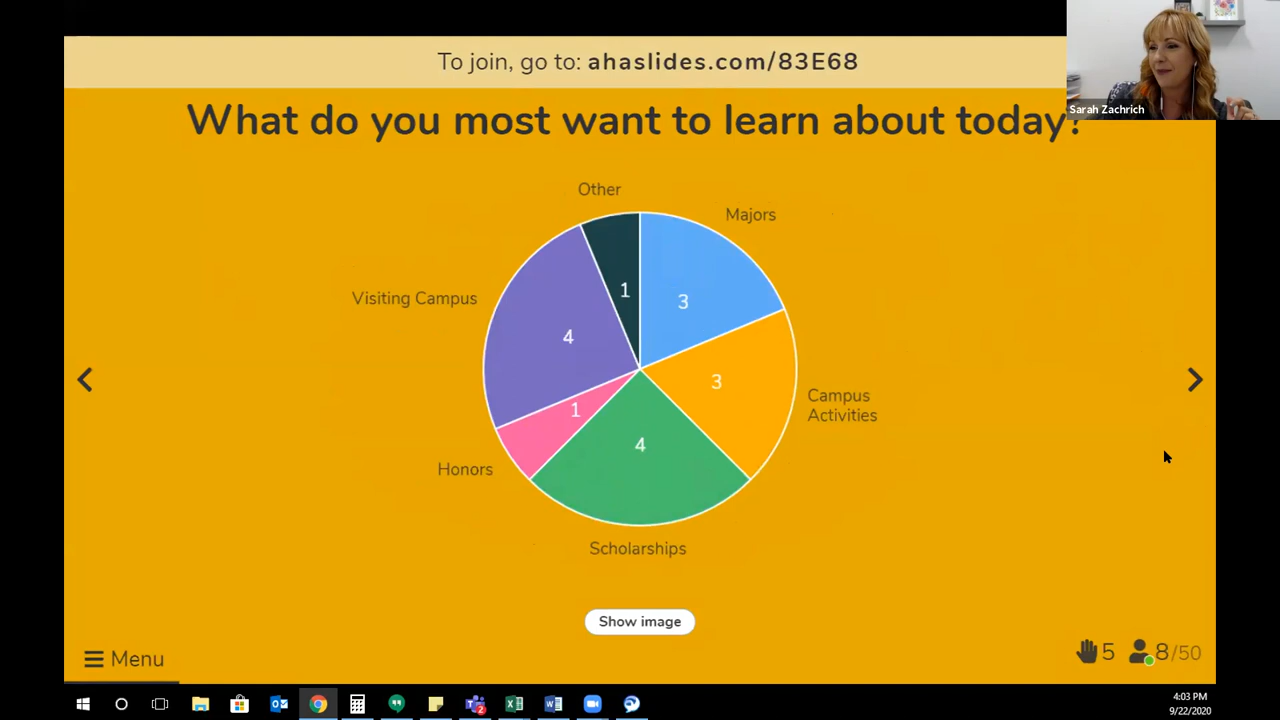 To join, go to: ahaslides.com/83E68
Sarah Zachrich
What do you most want to learn about today?
Other
Majors
1
3
Visiting Campus
4
3
Campus
Activities
1
4
Honors
Scholarships
Show image
Menu
5
8/50
2
4:03 PM
9/22/2020